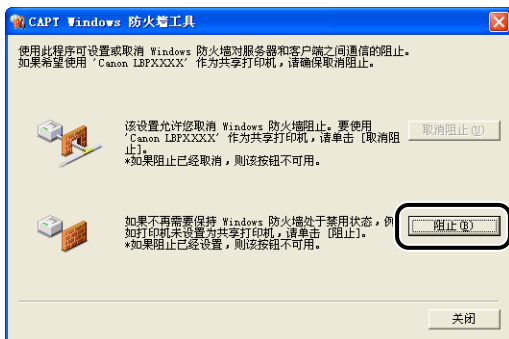 CAPT Windows 防火墙工具
使用此程序可设置或取消 Windows 防火墙对服务器和客户端之间通信的阻止。
如果希望使用 'Canon LBPXXXX' 作为共享打印机，请确保取消阻止。
该设置允许您取消 Windows 防火墙阻止。要使用
'Canon LBPXXXX' 作为共享打印机，请单击 [取消阻
止]。
*如果阻止已经取消，则该按钮不可用。
取消阻止(U)
如果不再需要保持 Windows 防火墙处于禁用状态，例
如打印机未设置为共享打印机，请单击 [阻止]。
*如果阻止已经设置，则该按钮不可用。
阻止(B)
关闭